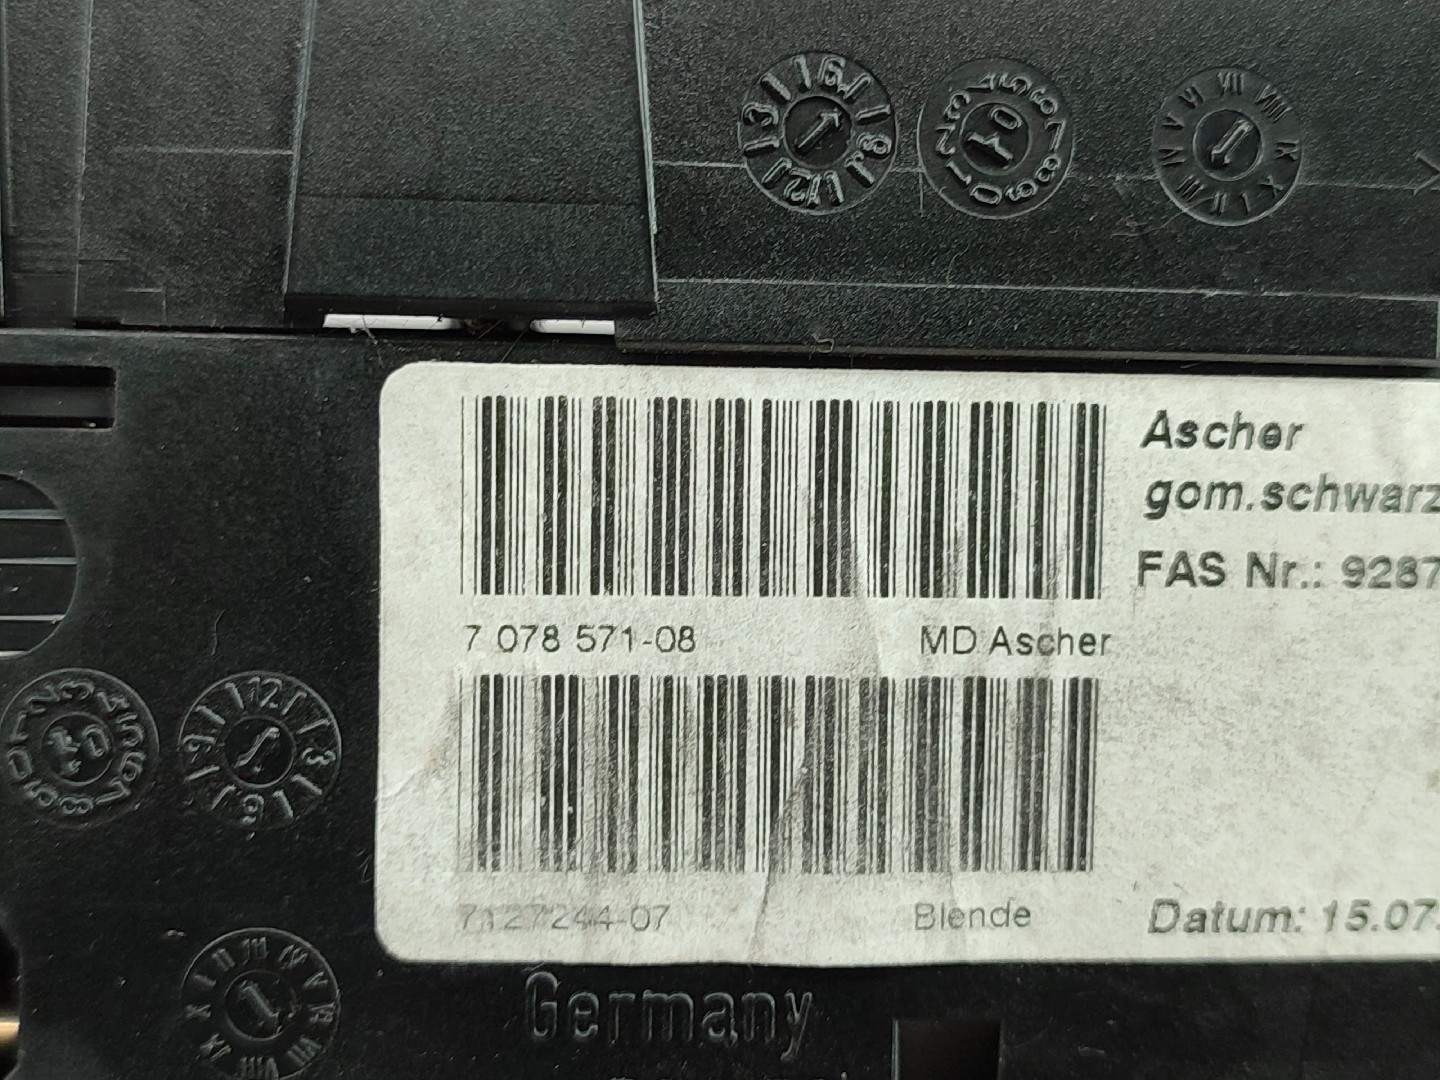 Ascher
gom.schwarz
FAS Nr.: 9287
7 078 571-08 MD Ascher
7127244-07 Blende
Datum: 15.07.
Germany